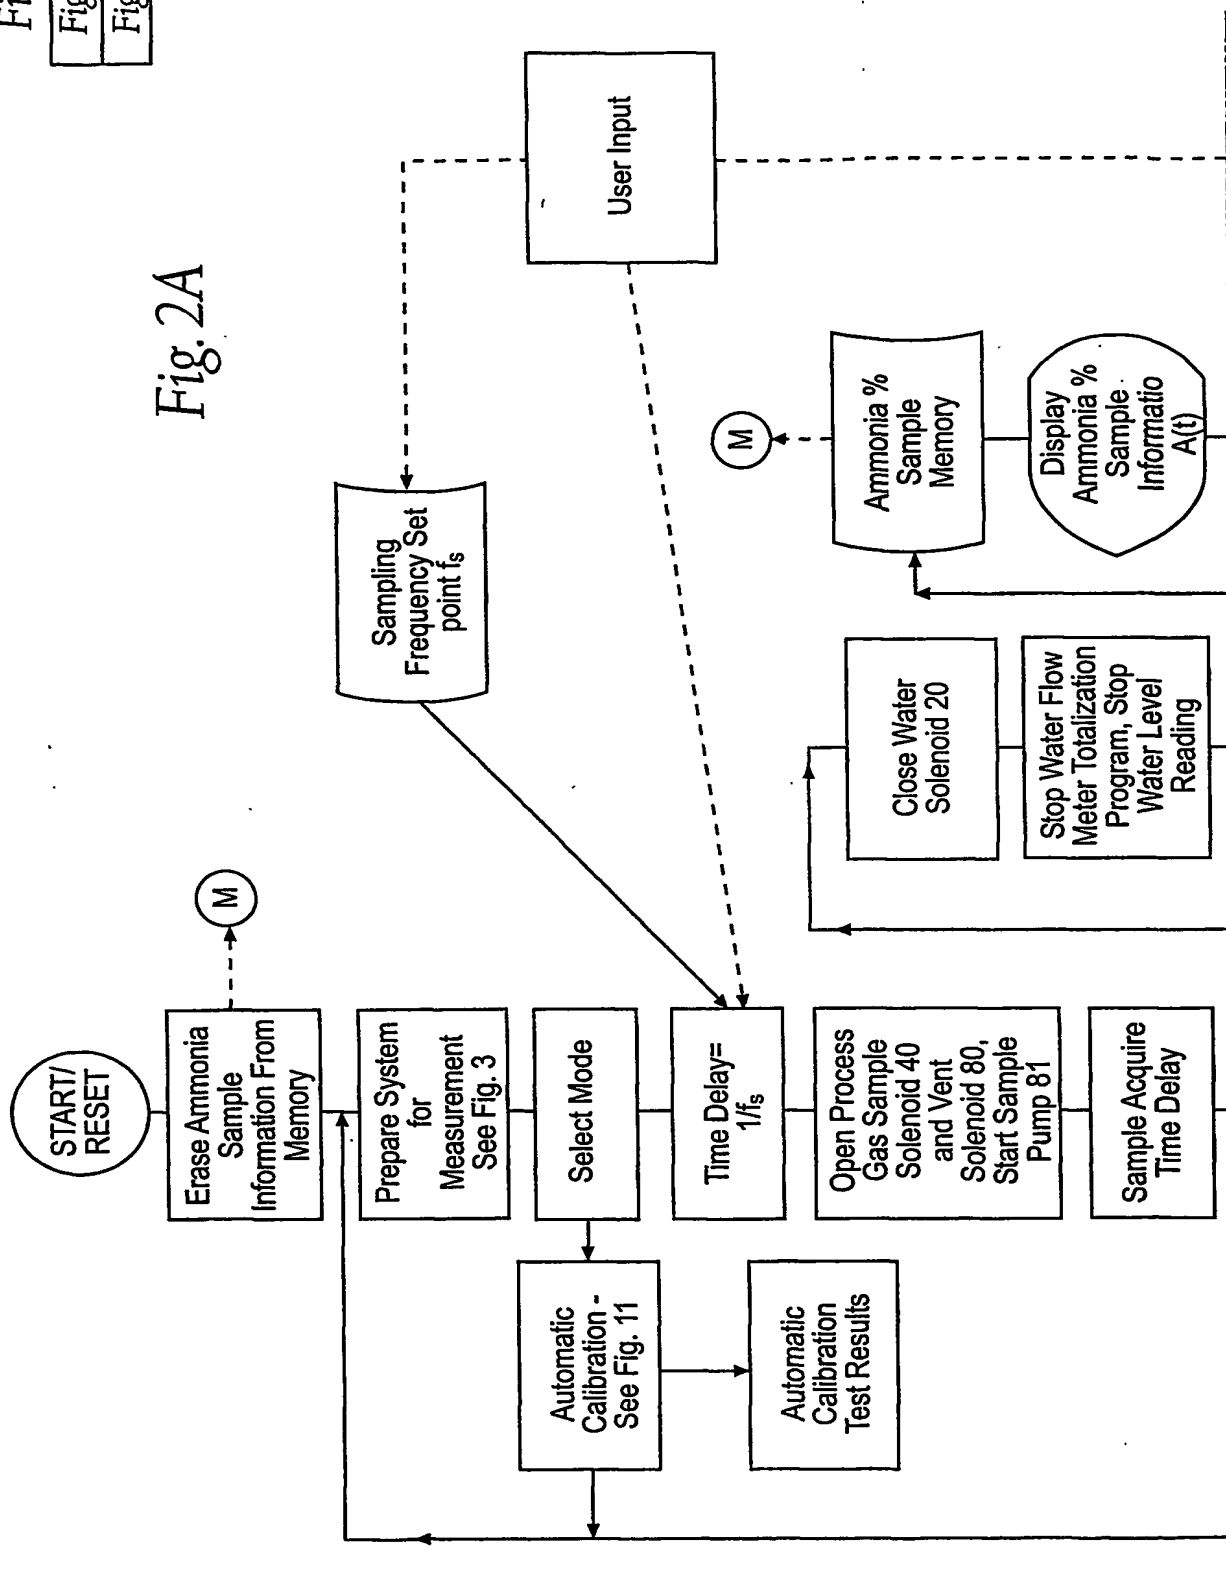 Fi
Fig
Fig
Fig. 2A
START/
RESET
Erase Ammonia
Sample
Information From
Memory
M
Prepare System
for
Measurement
See Fig. 3
Select Mode
Automatic
Calibration -
See Fig. 11
Automatic
Calibration
Test Results
Time Delay=
1/fs
Sampling
Frequency Set
point fs
User Input
Open Process
Gas Sample
Solenoid 40
and Vent
Solenoid 80,
Start Sample
Pump 81
Sample Acquire
Time Delay
Close Water
Solenoid 20
Stop Water Flow
Meter Totalization
Program, Stop
Water Level
Reading
M
Ammonia %
Sample
Memory
Display
Ammonia %
Sample
Informatio
A(t)